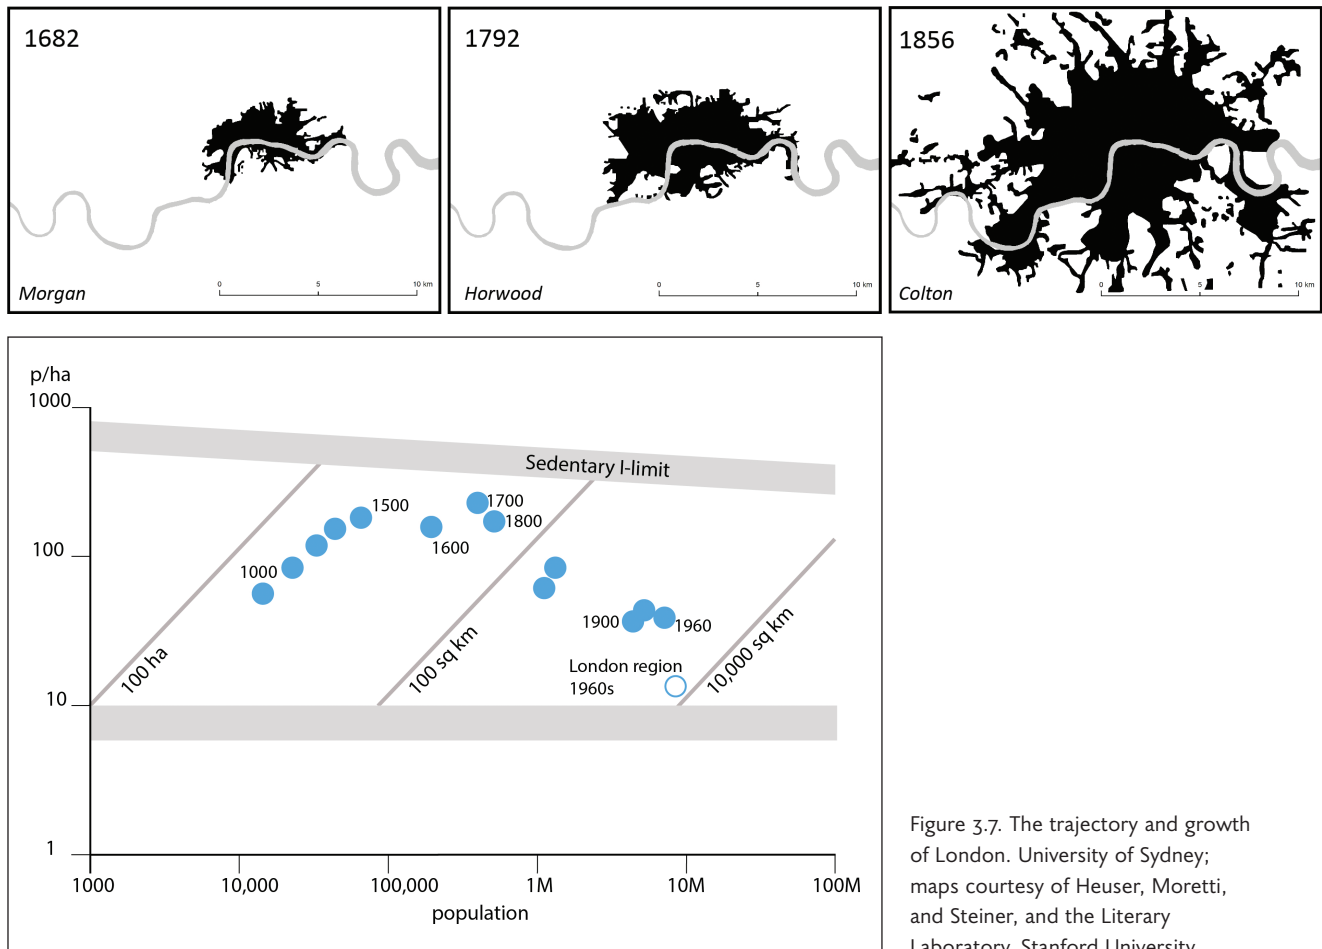 1682
Morgan
0 5 10 km
1792
Horwood
0 5 10 km
1856
Colton
0 5 10 km
p/ha
1000
100
10
1
Sedentary I-limit
1000
1500
1600
1700
1800
1900
1960
London region
1960s
100 ha
100 sq km
10,000 sq km
1000 10,000 100,000 1M 10M 100M
population
Figure 3.7. The trajectory and growth
of London. University of Sydney;
maps courtesy of Heuser, Moretti,
and Steiner, and the Literary
Laboratory, Stanford University